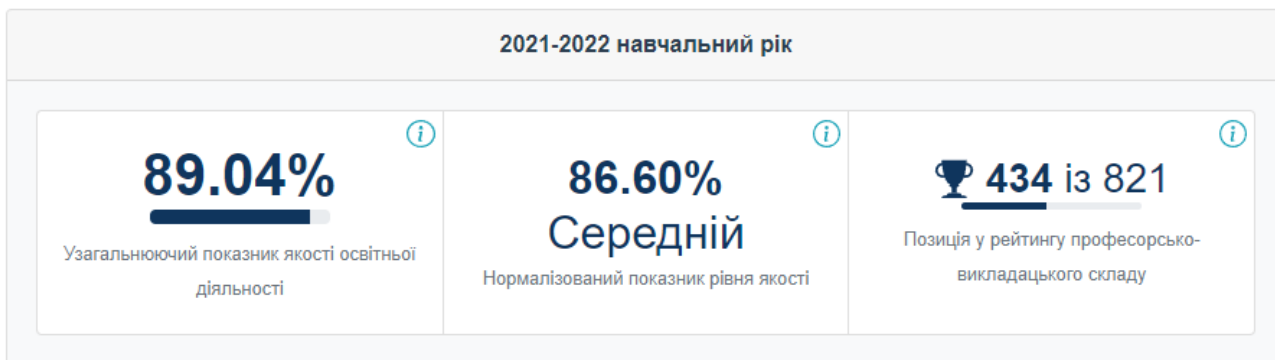 2021-2022 навчальний рік
89.04%
Узагальнюючий показник якості освітньої
діяльності
86.60%
Середній
Нормалізований показник рівня якості
434 із 821
Позиція у рейтингу професорсько-
викладацького складу